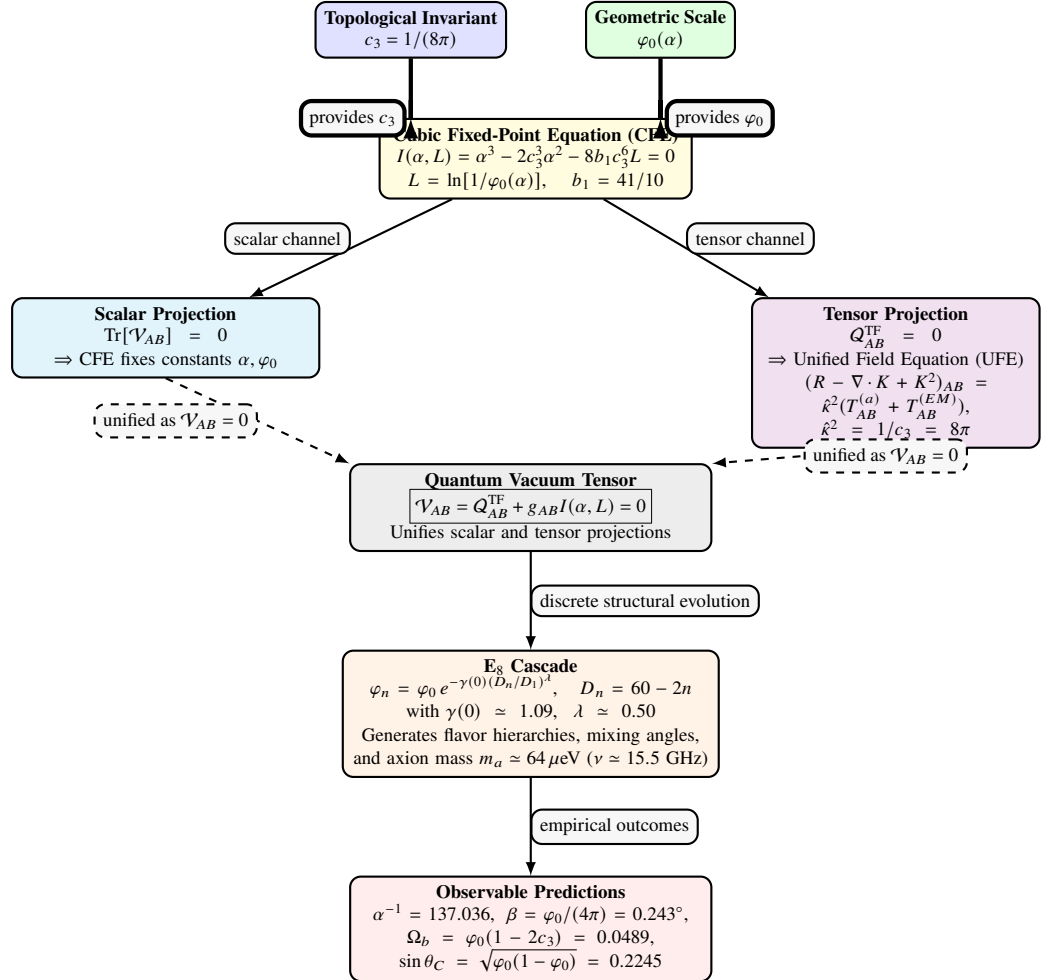 Topological Invariant
c₃ = 1/(8π)
Geometric Scale
φ₀(α)
provides c₃
provides φ₀
Cubic Fixed-Point Equation (CFE)
I(α, L) = α³ − 2c₃³α² − 8b₁c₃⁶L = 0
L = ln[1/φ₀(α)], b₁ = 41/10
scalar channel
tensor channel
Scalar Projection
Tr[𝒱_AB] = 0
⇒ CFE fixes constants α, φ₀
Tensor Projection
𝒬_AB^TF = 0
⇒ Unified Field Equation (UFE)
(R − ∇ · K + K²)_AB =
κ̂²(T_AB^(a) + T_AB^(EM)),
κ̂² = 1/c₃ = 8π
unified as 𝒱_AB = 0
unified as 𝒱_AB = 0
Quantum Vacuum Tensor
𝒱_AB = 𝒬_AB^TF + g_AB I(α, L) = 0
Unifies scalar and tensor projections
discrete structural evolution
E₈ Cascade
φₙ = φ₀ e^(−γ(0)(Dₙ/D₁)^λ), Dₙ = 60 − 2n
with γ(0) ≃ 1.09, λ ≃ 0.50
Generates flavor hierarchies, mixing angles,
and axion mass mₐ ≃ 64 μeV (ν ≃ 15.5 GHz)
empirical outcomes
Observable Predictions
α⁻¹ = 137.036, β = φ₀/(4π) = 0.243°,
Ω_b = φ₀(1 − 2c₃) = 0.0489,
sin θ_C = √(φ₀(1 − φ₀)) = 0.2245